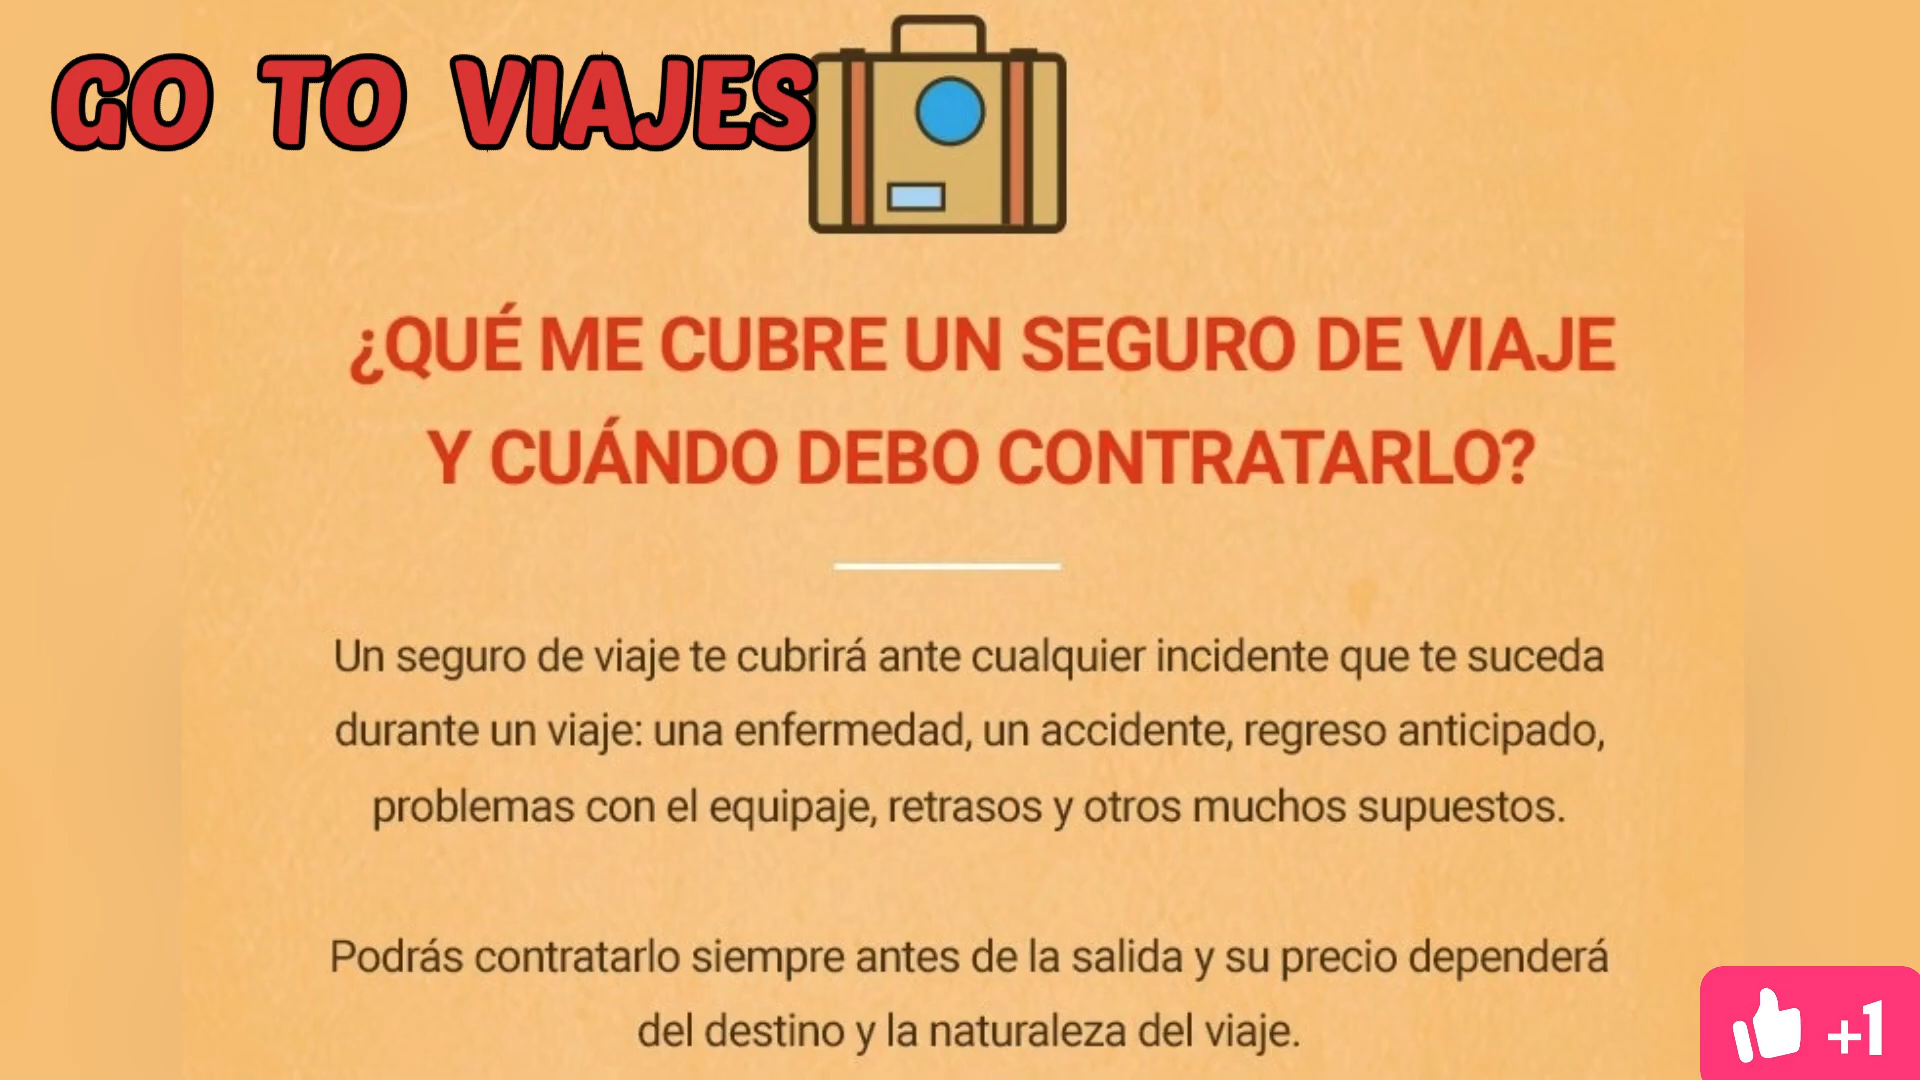 GO TO VIAJES
¿QUÉ ME CUBRE UN SEGURO DE VIAJE
Y CUÁNDO DEBO CONTRATARLO?
Un seguro de viaje te cubrirá ante cualquier incidente que te suceda
durante un viaje: una enfermedad, un accidente, regreso anticipado,
problemas con el equipaje, retrasos y otros muchos supuestos.
Podrás contratarlo siempre antes de la salida y su precio dependerá
del destino y la naturaleza del viaje.
+1